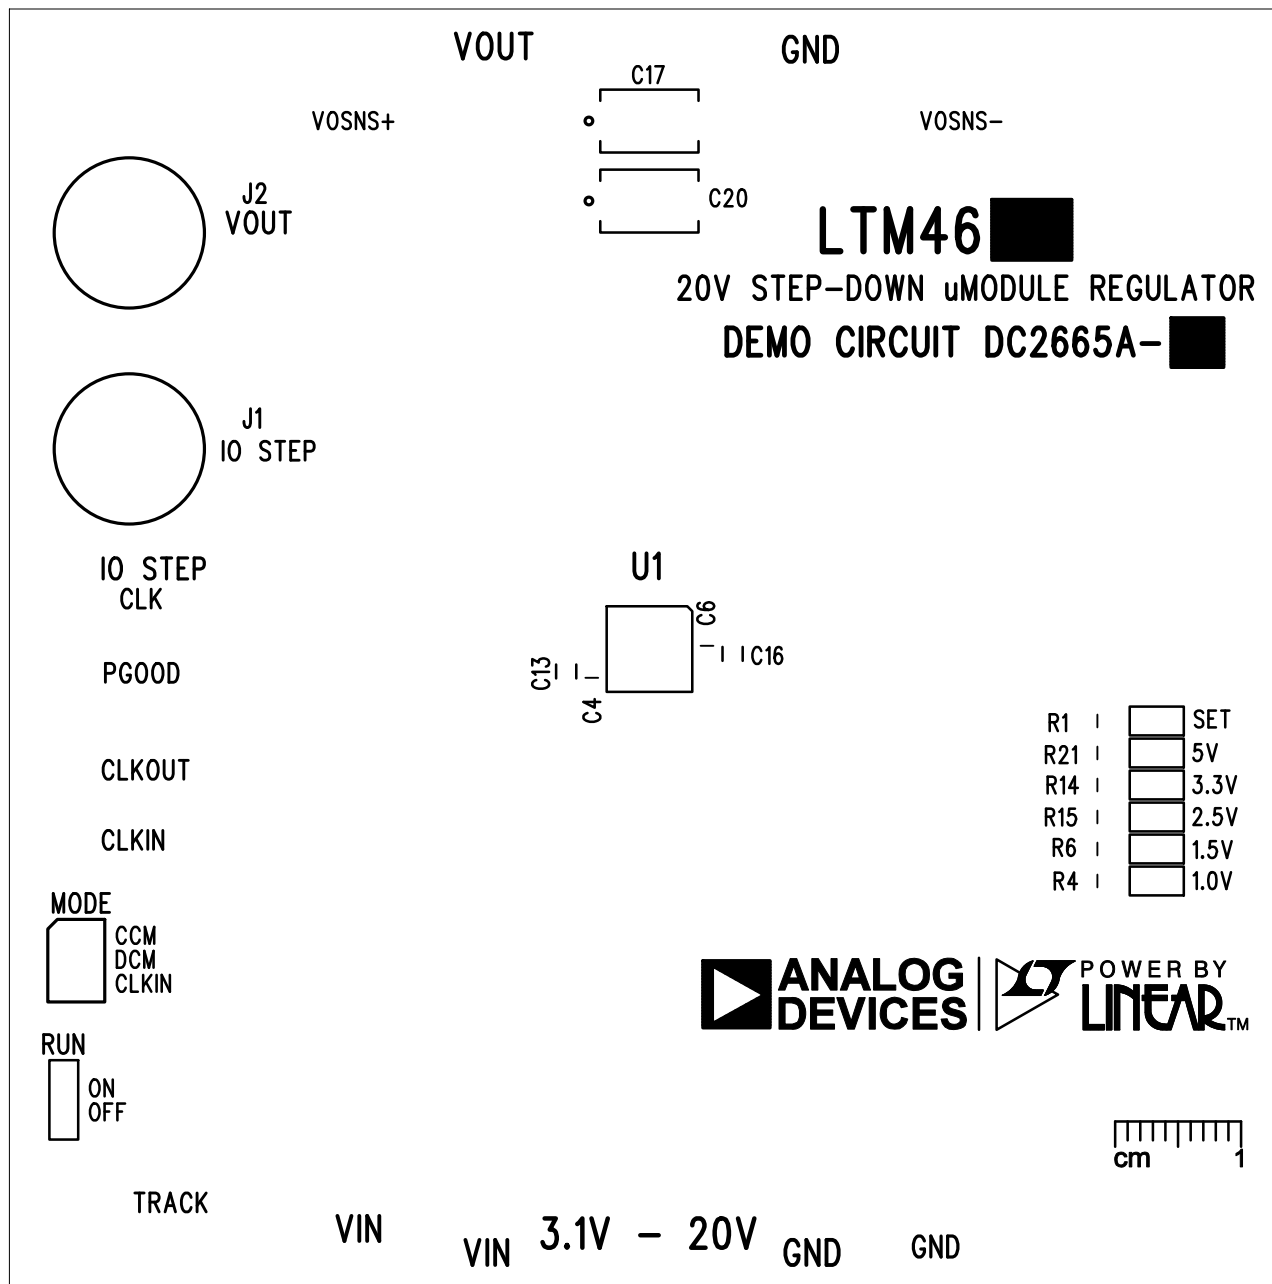 VOUT
GND
C17
VOSNS+
VOSNS-
J2
VOUT
C20
LTM46
20V STEP-DOWN uMODULE REGULATOR
DEMO CIRCUIT DC2665A-
J1
IO STEP
IO STEP
CLK
U1
C6
PGOOD
C13
C4
C16
R1 SET
R21 5V
R14 3.3V
R15 2.5V
R6 1.5V
R4 1.0V
CLKOUT
CLKIN
MODE
CCM
DCM
CLKIN
ANALOG
DEVICES
POWER BY
LINEAR™
RUN
ON
OFF
cm 1
TRACK
VIN
VIN
3.1V - 20V
GND
GND